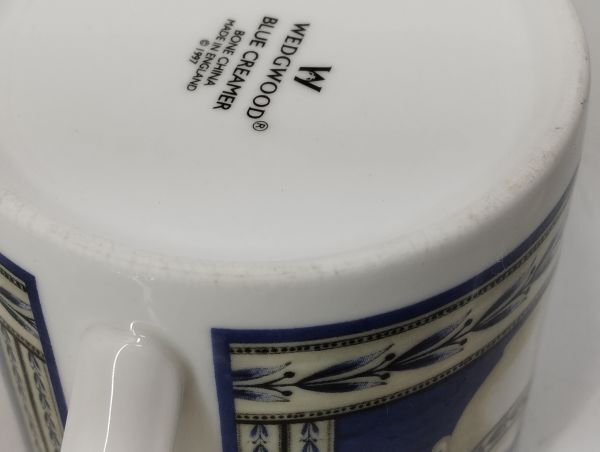 W
WEDGWOOD®
BLUE CREAMER
BONE CHINA
MADE IN ENGLAND
© 1997